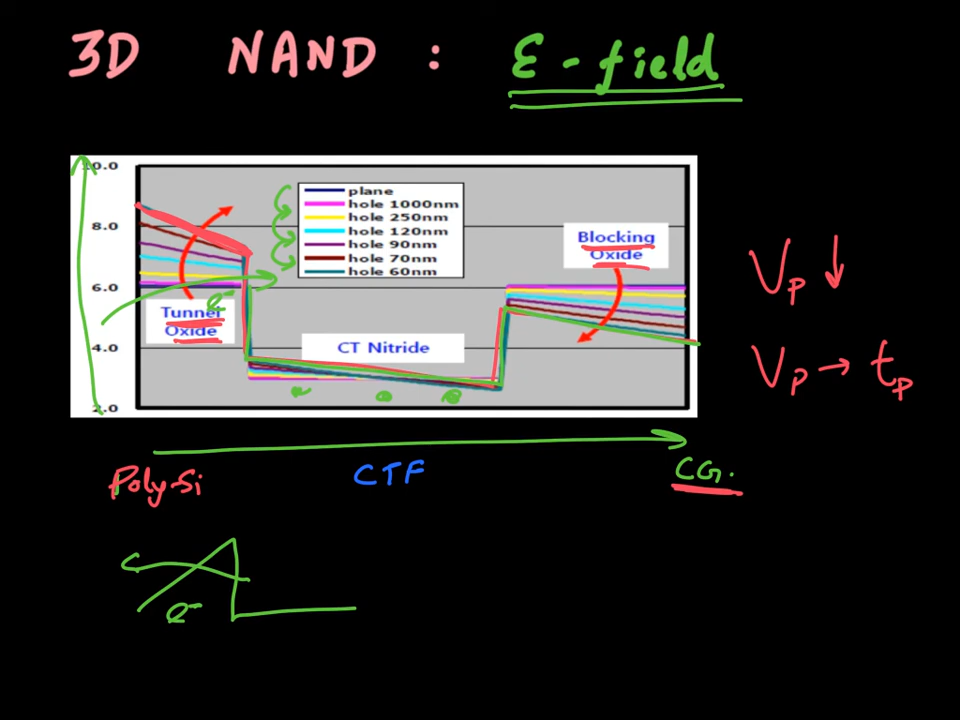 3D NAND : E-field
10.0
8.0
6.0
4.0
2.0
plane
hole 1000nm
hole 250nm
hole 120nm
hole 90nm
hole 70nm
hole 60nm
Tunnel
Oxide
e-
CT Nitride
Blocking
Oxide
Vp ↓
Vp → tp
Poly-Si
CTF
CG.
e-